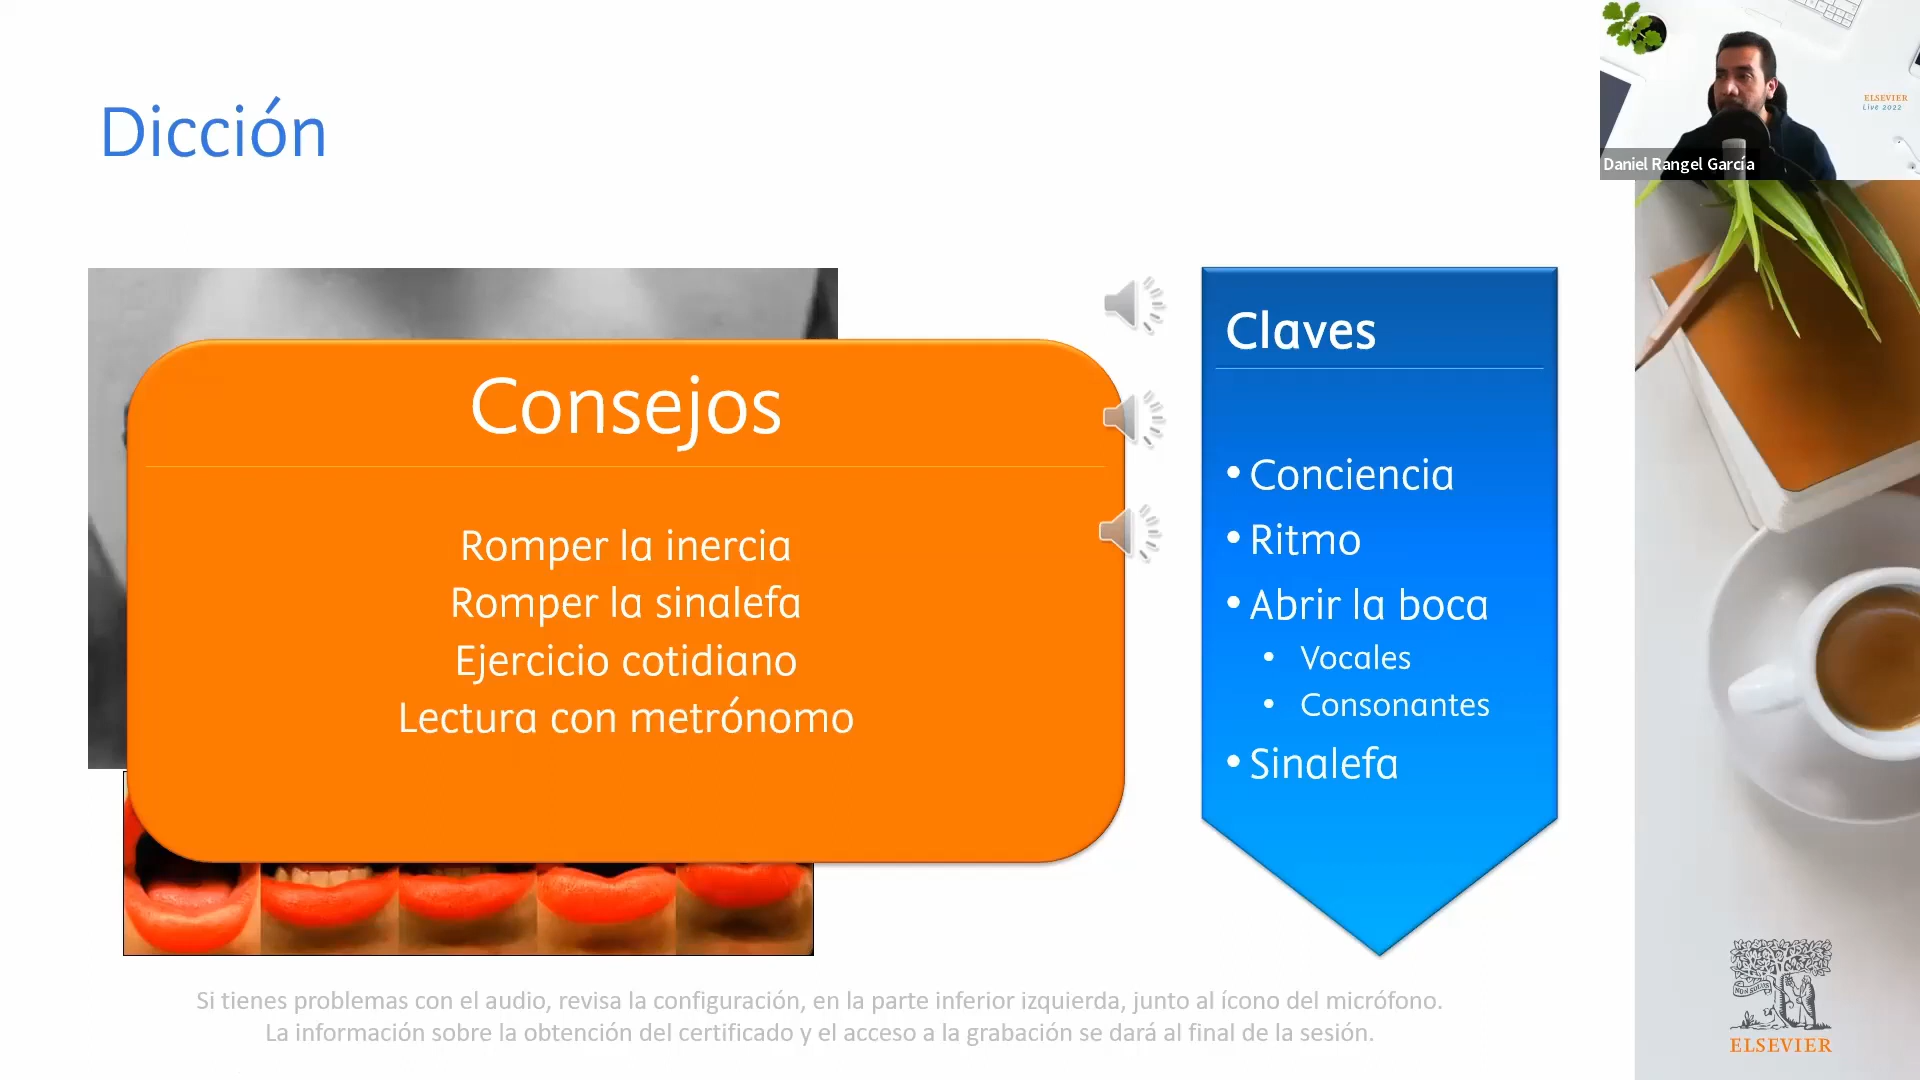 Dicción
ELSEVIER
Live 2022
Daniel Rangel García
Consejos
Romper la inercia
Romper la sinalefa
Ejercicio cotidiano
Lectura con metrónomo
Claves
• Conciencia
• Ritmo
• Abrir la boca
• Vocales
• Consonantes
• Sinalefa
Si tienes problemas con el audio, revisa la configuración, en la parte inferior izquierda, junto al ícono del micrófono.
La información sobre la obtención del certificado y el acceso a la grabación se dará al final de la sesión.
NON SOLUS
ELSEVIER